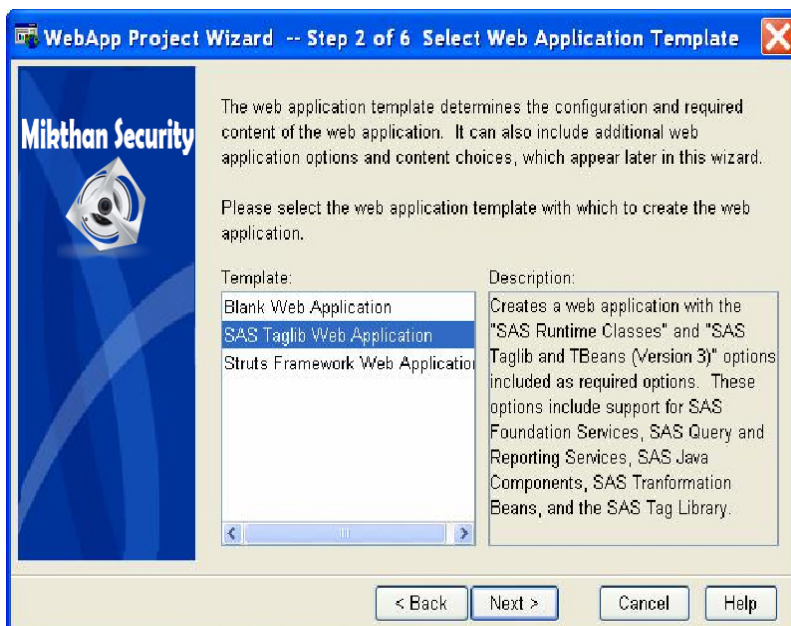 WebApp Project Wizard -- Step 2 of 6 Select Web Application Template
Mikthan Security
The web application template determines the configuration and required
content of the web application. It can also include additional web
application options and content choices, which appear later in this wizard.
Please select the web application template with which to create the web
application.
Template:
Blank Web Application
SAS Taglib Web Application
Struts Framework Web Applicatio
Description:
Creates a web application with the
"SAS Runtime Classes" and "SAS
Taglib and TBeans (Version 3)" options
included as required options. These
options include support for SAS
Foundation Services, SAS Query and
Reporting Services, SAS Java
Components, SAS Tranformation
Beans, and the SAS Tag Library.
< Back
Next >
Cancel
Help